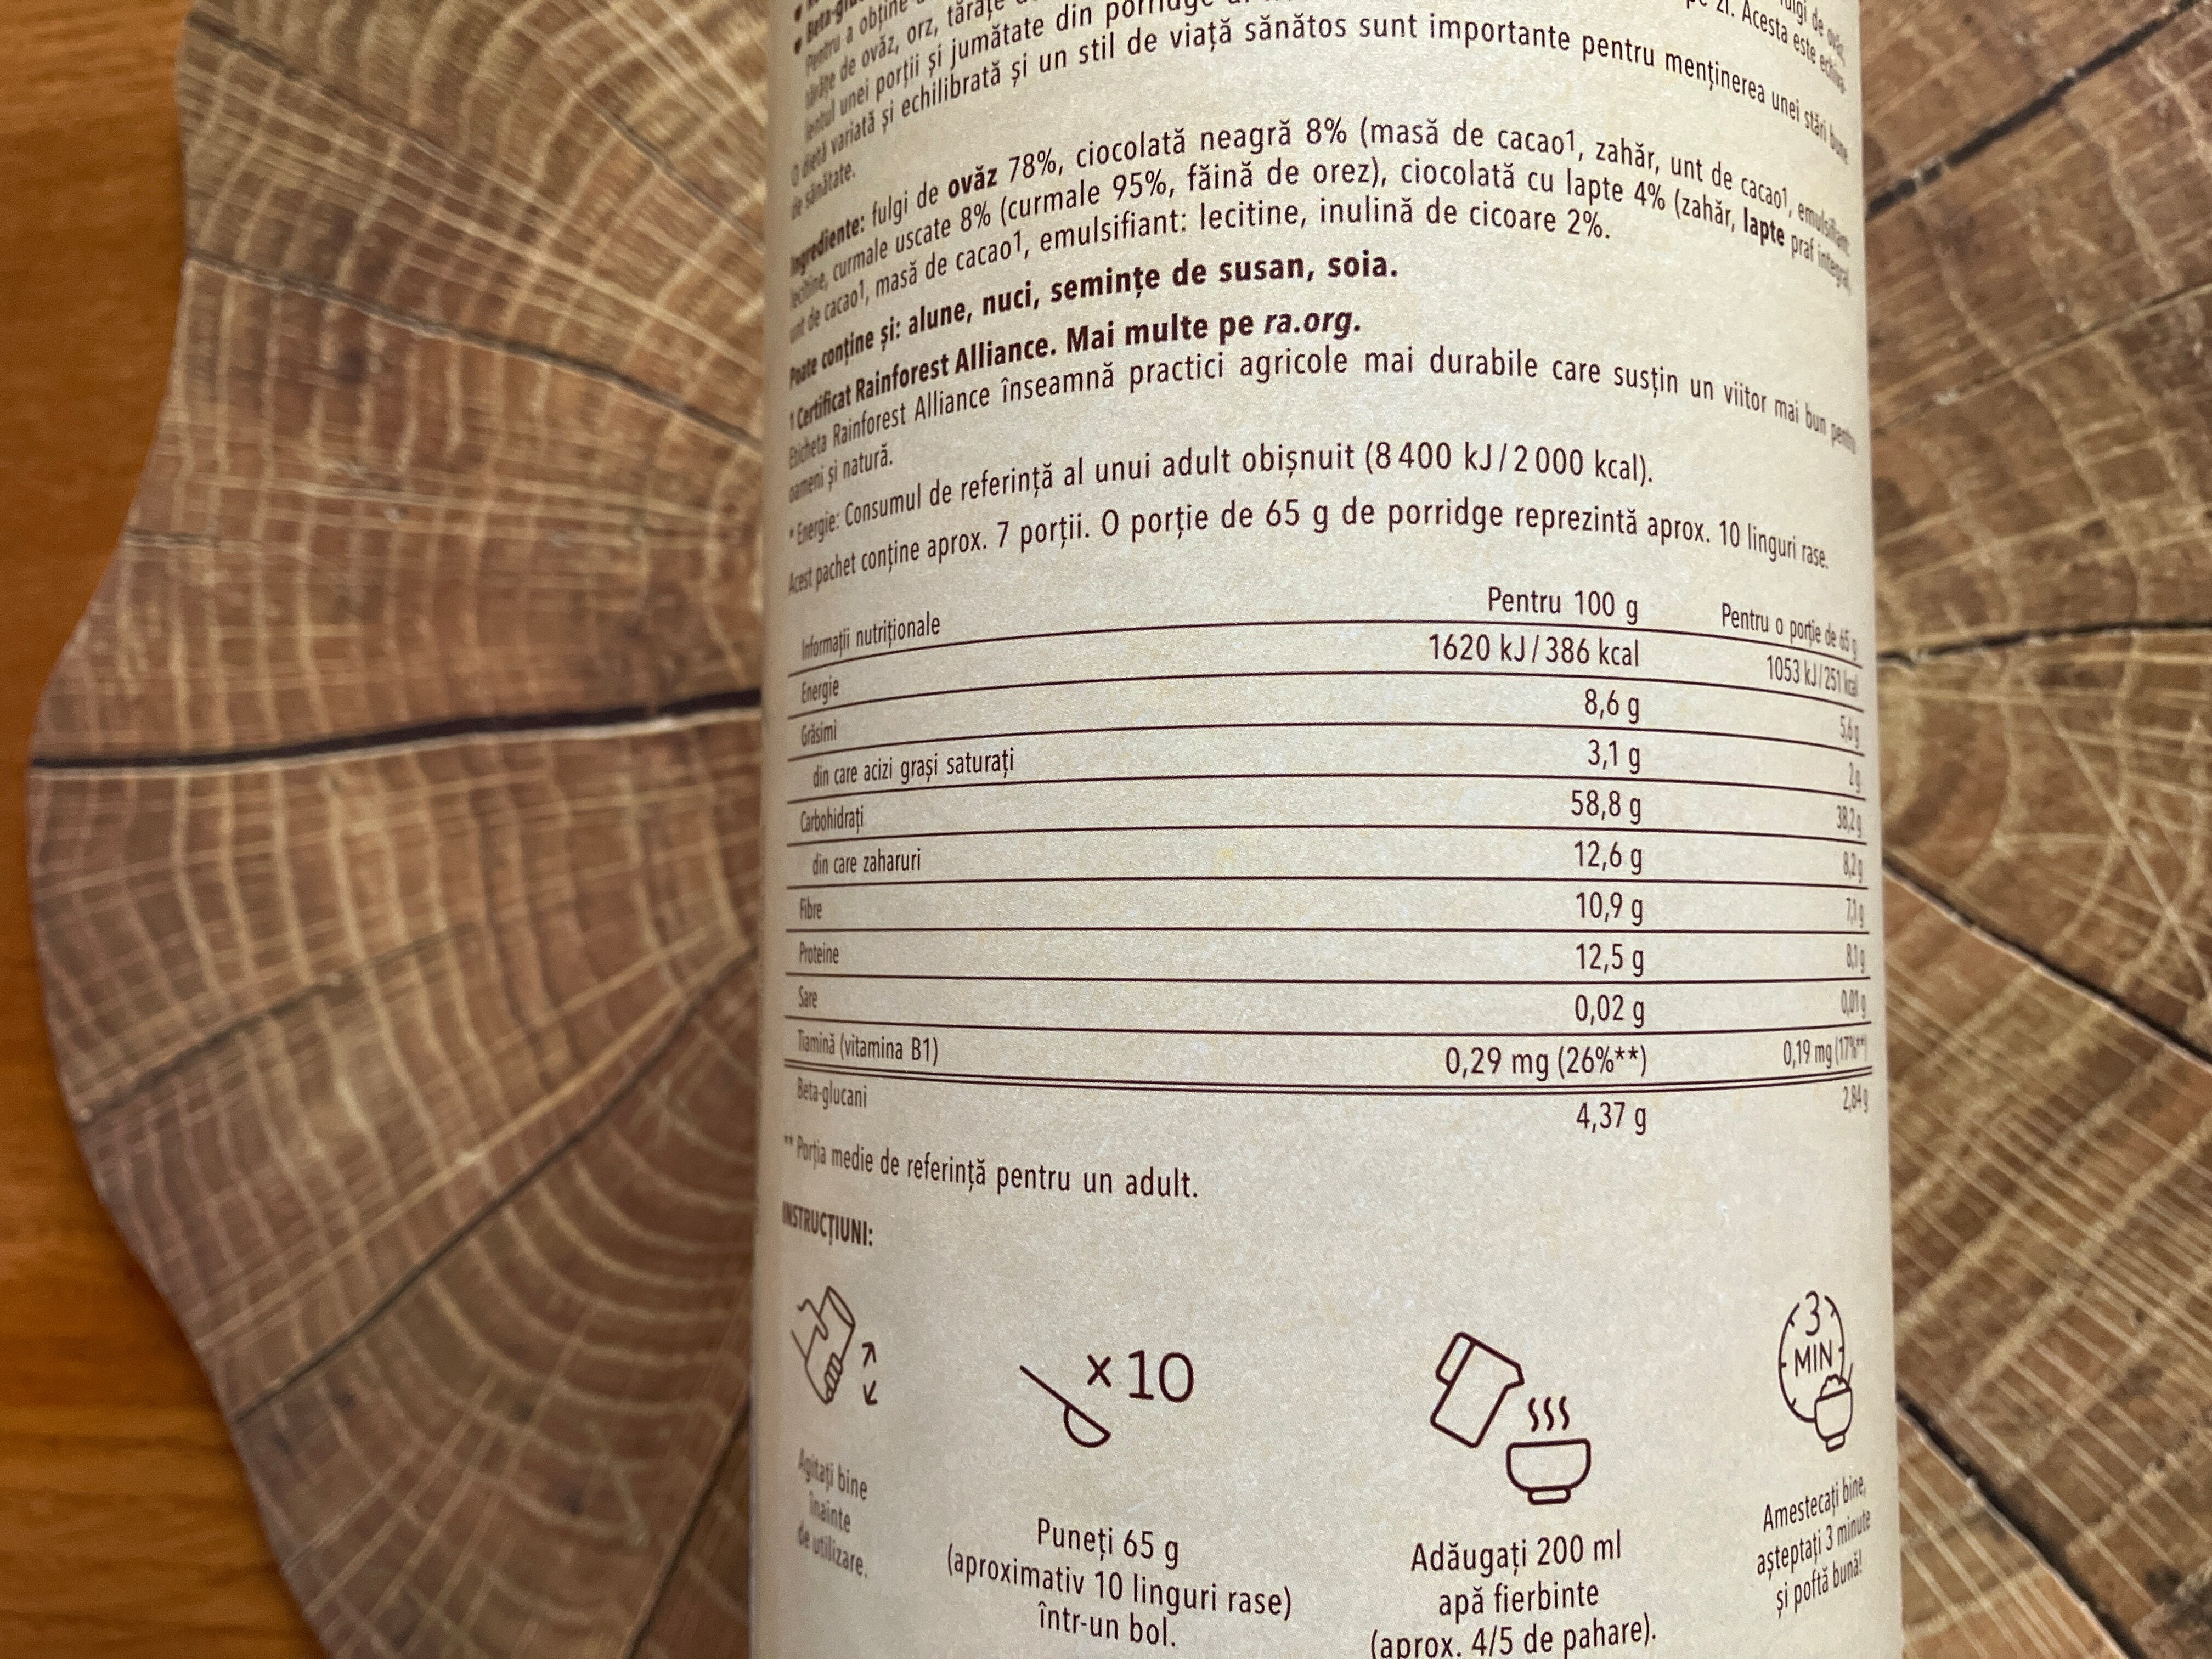 Beta-glu
Pentru a obține
tărâțe de ovăz, orz, tărâțe
lentul unei porții și jumătate din porridge
fulgi de ovăz,
pe zi. Acesta este echiva-
O dietă variată și echilibrată și un stil de viață sănătos sunt importante pentru menținerea unei stări bune
de sănătate.
Ingrediente: fulgi de ovăz 78%, ciocolată neagră 8% (masă de cacao¹, zahăr, unt de cacao¹, emulsifiant:
lecitine, curmale uscate 8% (curmale 95%, făină de orez), ciocolată cu lapte 4% (zahăr, lapte praf integral,
unt de cacao¹, masă de cacao¹, emulsifiant: lecitine, inulină de cicoare 2%.
Poate conține și: alune, nuci, semințe de susan, soia.
1 Certificat Rainforest Alliance. Mai multe pe ra.org.
Eticheta Rainforest Alliance înseamnă practici agricole mai durabile care susțin un viitor mai bun pentru
oameni și natură.
* Energie: Consumul de referință al unui adult obișnuit (8 400 kJ / 2 000 kcal).
Acest pachet conține aprox. 7 porții. O porție de 65 g de porridge reprezintă aprox. 10 linguri rase.
Informații nutriționale Pentru 100 g Pentru o porție de 65 g
Energie 1620 kJ / 386 kcal 1053 kJ / 251 kcal
Grăsimi 8,6 g 5,6 g
din care acizi grași saturați 3,1 g 2 g
Carbohidrați 58,8 g 38,2 g
din care zaharuri 12,6 g 8,2 g
Fibre 10,9 g 7,1 g
Proteine 12,5 g 8,1 g
Sare 0,02 g 0,01 g
Tiamină (vitamina B1) 0,29 mg (26%**) 0,19 mg (17%**)
Beta-glucani 4,37 g 2,84 g
** Porția medie de referință pentru un adult.
INSTRUCȚIUNI:
x 10
3
MIN
Agitați bine
înainte
de utilizare.
Puneți 65 g
(aproximativ 10 linguri rase)
într-un bol.
Adăugați 200 ml
apă fierbinte
(aprox. 4/5 de pahare).
Amestecați bine,
așteptați 3 minute
și poftă bună!